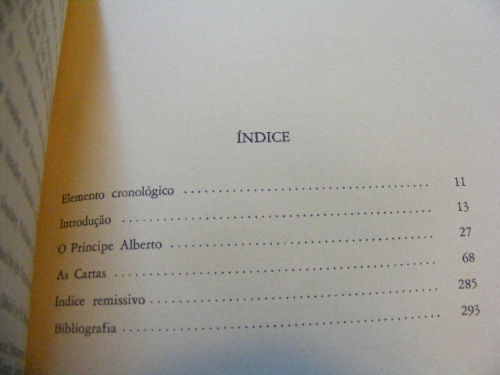 ÍNDICE
Elemento cronológico ........................................ 11
Introdução .................................................... 13
O Príncipe Alberto ........................................... 27
As Cartas ...................................................... 68
Índice remissivo .............................................. 285
Bibliografia .................................................... 293